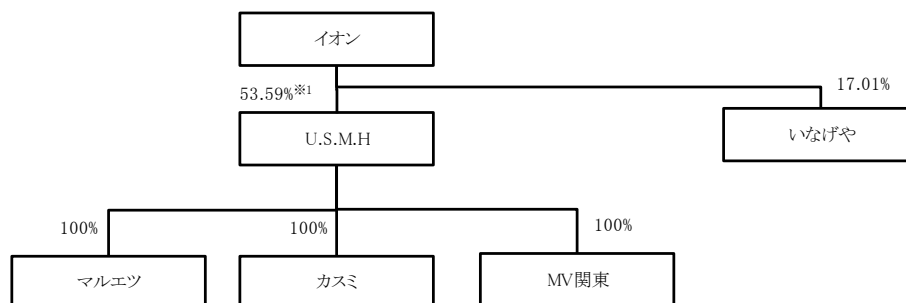 イオン
53.59%※1
17.01%
U.S.M.H
いなげや
100%
100%
100%
マルエツ
カスミ
MV関東